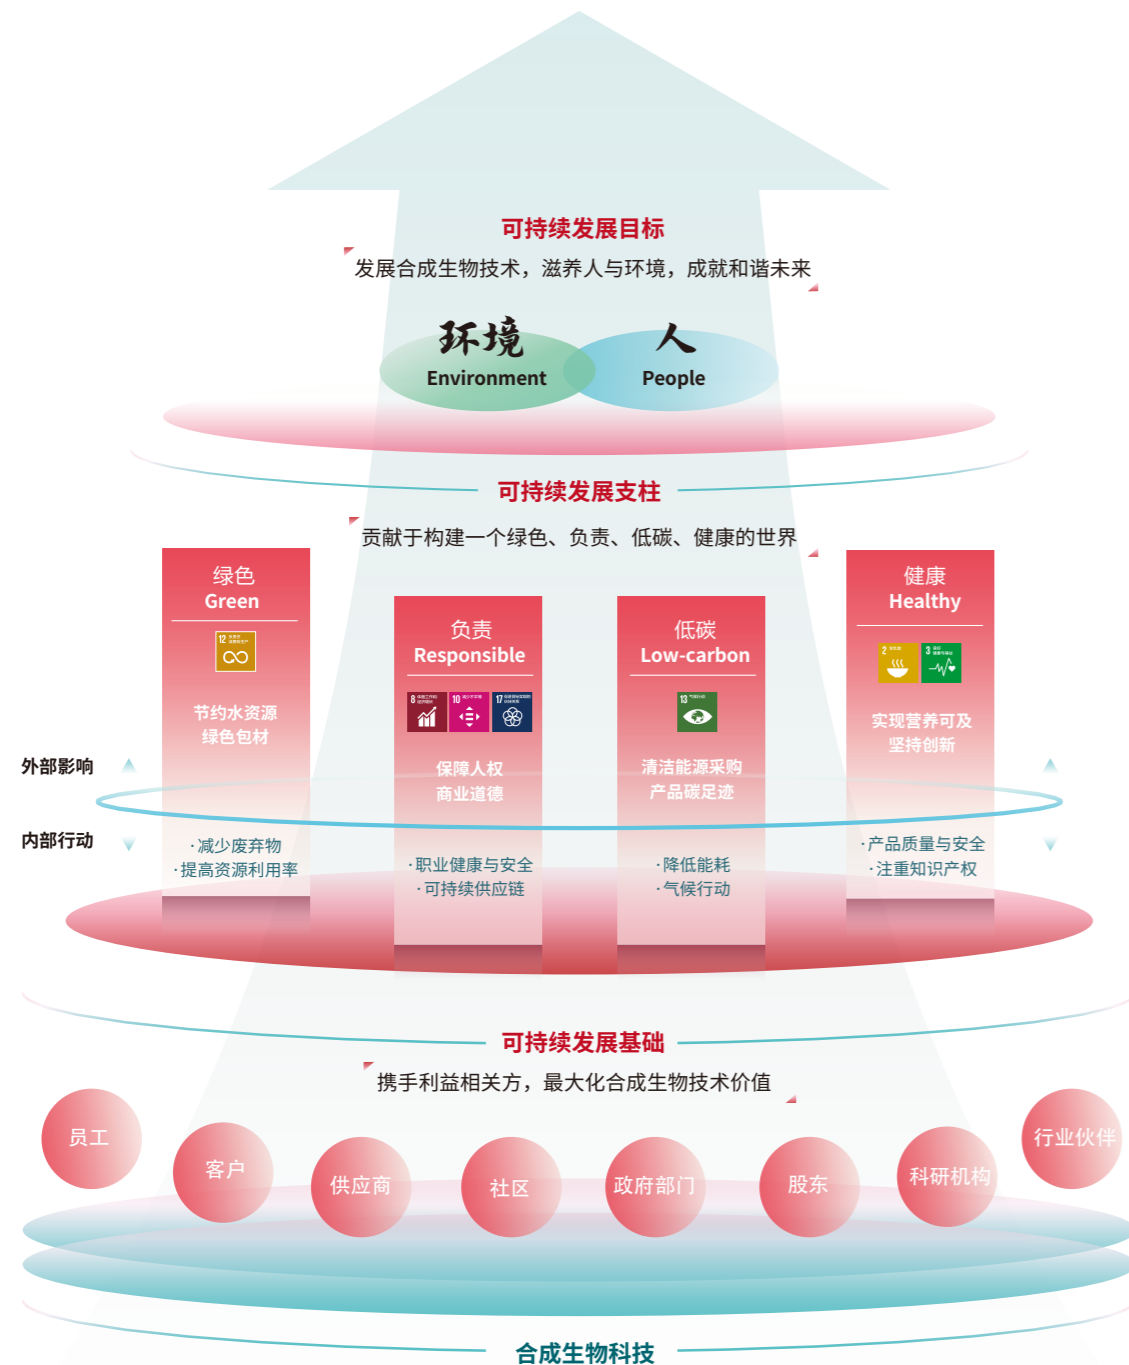 可持续发展目标
发展合成生物技术，滋养人与环境，成就和谐未来
环境
Environment
人
People
可持续发展支柱
贡献于构建一个绿色、负责、低碳、健康的世界
绿色
Green
12
节约水资源
绿色包材
·减少废弃物
·提高资源利用率
负责
Responsible
8
10
17
保障人权
商业道德
·职业健康与安全
·可持续供应链
低碳
Low-carbon
13 气候行动
清洁能源采购
产品碳足迹
·降低能耗
·气候行动
健康
Healthy
2
3
实现营养可及
坚持创新
·产品质量与安全
·注重知识产权
外部影响
内部行动
可持续发展基础
携手利益相关方，最大化合成生物技术价值
员工
客户
供应商
社区
政府部门
股东
科研机构
行业伙伴
合成生物科技